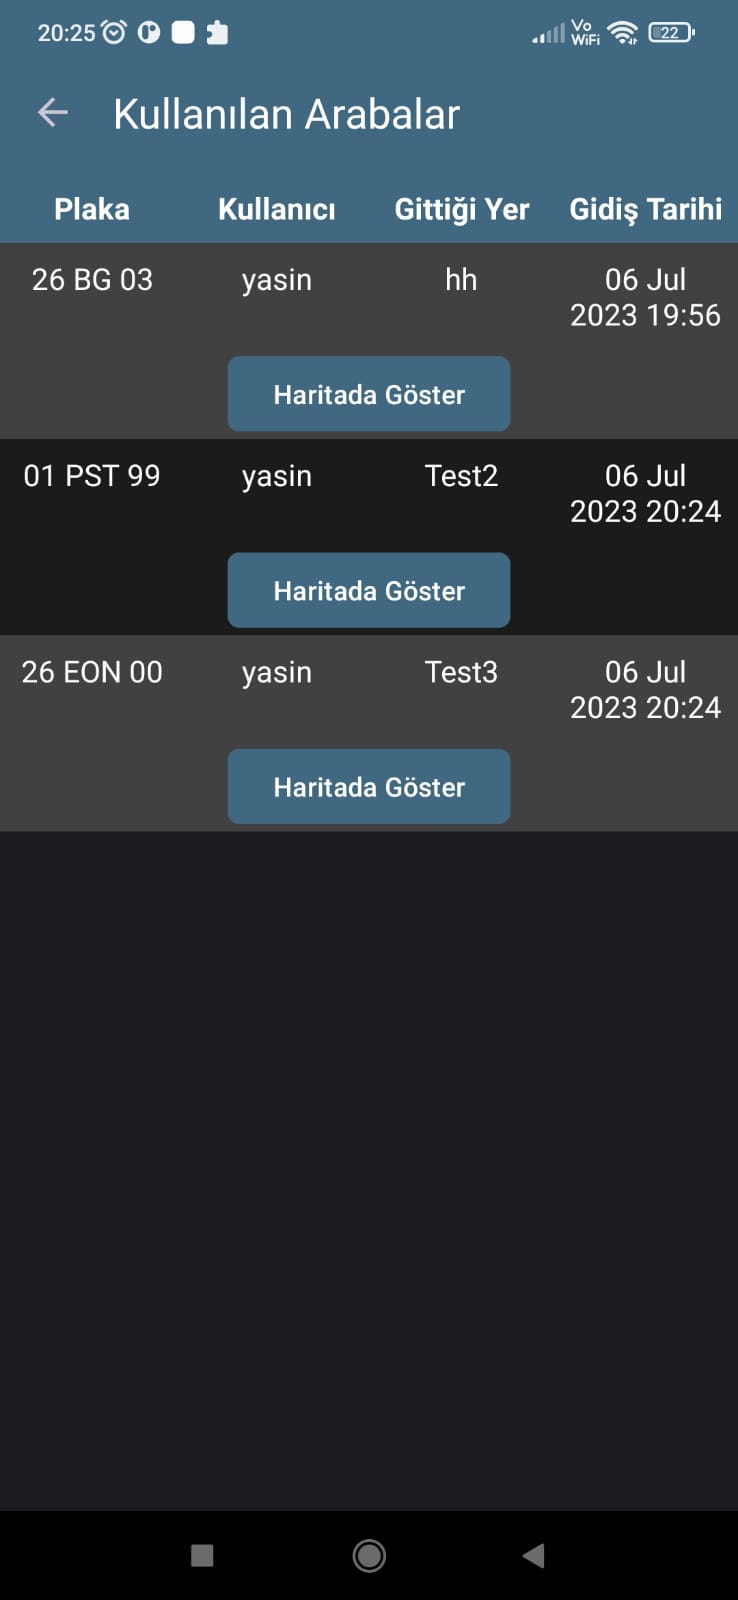 20:25 Vo WiFi 22
Kullanılan Arabalar
Plaka Kullanıcı Gittiği Yer Gidiş Tarihi
26 BG 03 yasin hh 06 Jul
2023 19:56
Haritada Göster
01 PST 99 yasin Test2 06 Jul
2023 20:24
Haritada Göster
26 EON 00 yasin Test3 06 Jul
2023 20:24
Haritada Göster